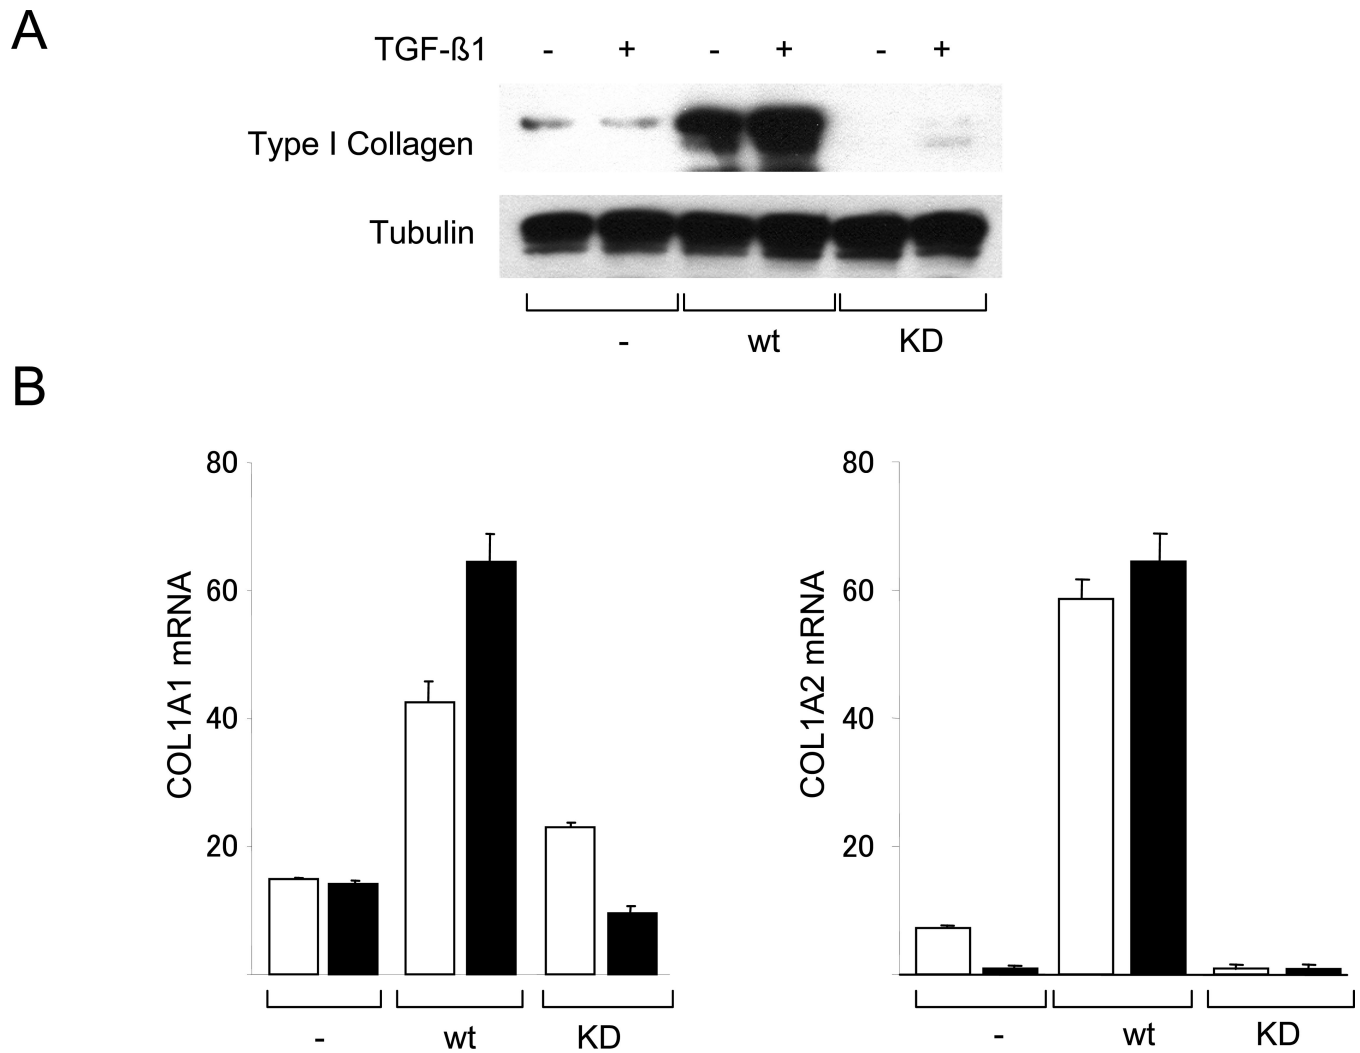 A
TGF-ß1 - + - + - +
Type I Collagen
Tubulin
- wt KD
B
80
60
40
20
COL1A1 mRNA
- wt KD
80
60
40
20
COL1A2 mRNA
- wt KD